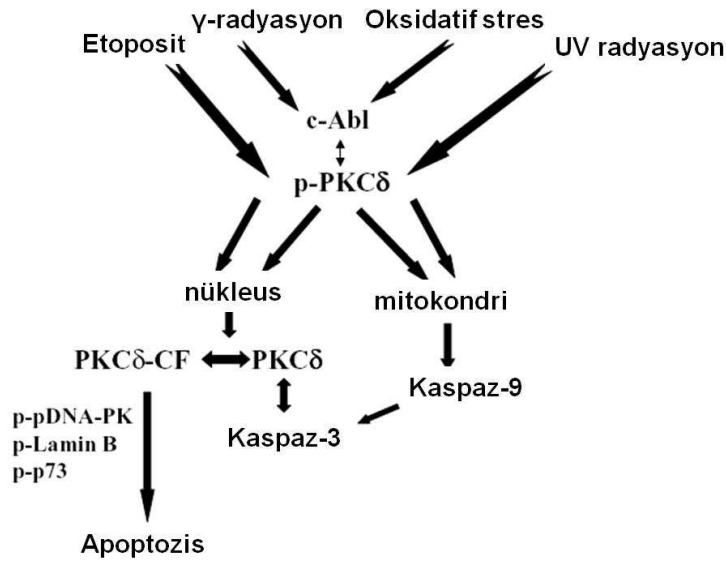 γ-radyasyon Oksidatif stres
Etoposit UV radyasyon
c-Abl
p-PKCδ
nükleus mitokondri
PKCδ-CF PKCδ
Kaspaz-9
p-pDNA-PK
Kaspaz-3
p-Lamin B
p-p73
Apoptozis